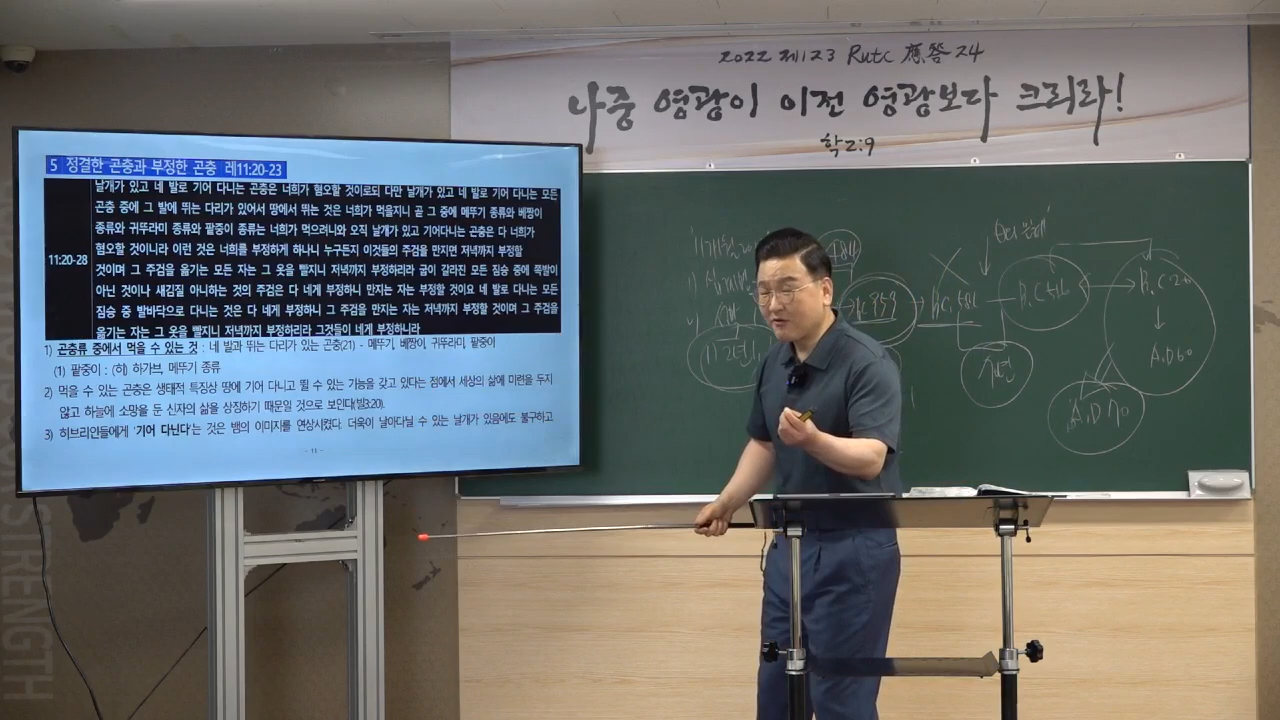 2022 제123 Rutc 應答 24
나중 영광이 이전 영광보다 크리라!
학2:9
5 정결한 곤충과 부정한 곤충 레11:20-23
11:20-28
날개가 있고 네 발로 기어 다니는 곤충은 너희가 혐오할 것이로되 다만 날개가 있고 네 발로 기어 다니는 모든
곤충 중에 그 발에 뛰는 다리가 있어서 땅에서 뛰는 것은 너희가 먹을지니 곧 그 중에 메뚜기 종류와 베짱이
종류와 귀뚜라미 종류와 팥중이 종류는 너희가 먹으려니와 오직 날개가 있고 기어다니는 곤충은 다 너희가
혐오할 것이니라 이런 것은 너희를 부정하게 하나니 누구든지 이것들의 주검을 만지면 저녁까지 부정할
것이며 그 주검을 옮기는 모든 자는 그 옷을 빨지니 저녁까지 부정하리라 굽이 갈라진 모든 짐승 중에 쪽발이
아닌 것이나 새김질 아니하는 것의 주검은 다 네게 부정하니 만지는 자는 부정할 것이요 네 발로 다니는 모든
짐승 중 발바닥으로 다니는 것은 다 네게 부정하니 그 주검을 만지는 자는 저녁까지 부정할 것이며 그 주검을
옮기는 자는 그 옷을 빨지니 저녁까지 부정하리라 그것들이 네게 부정하니라
1) 곤충류 중에서 먹을 수 있는 것 : 네 발과 뛰는 다리가 있는 곤충(21) - 메뚜기, 베짱이, 귀뚜라미, 팥중이
(1) 팥중이 : (히) 하가브, 메뚜기 종류
2) 먹을 수 있는 곤충은 생태적 특징상 땅에 기어 다니고 뛸 수 있는 기능을 갖고 있다는 점에서 세상의 삶에 미련을 두지
않고 하늘에 소망을 둔 신자의 삶을 상징하기 때문일 것으로 보인다(빌3:20).
3) 히브리안들에게 '기어 다닌다'는 것은 뱀의 이미지를 연상시켰다. 더욱이 날아다닐 수 있는 날개가 있음에도 불구하고
- 11 -
B.C 586
B.C 516
A.D 70
STRENGTH